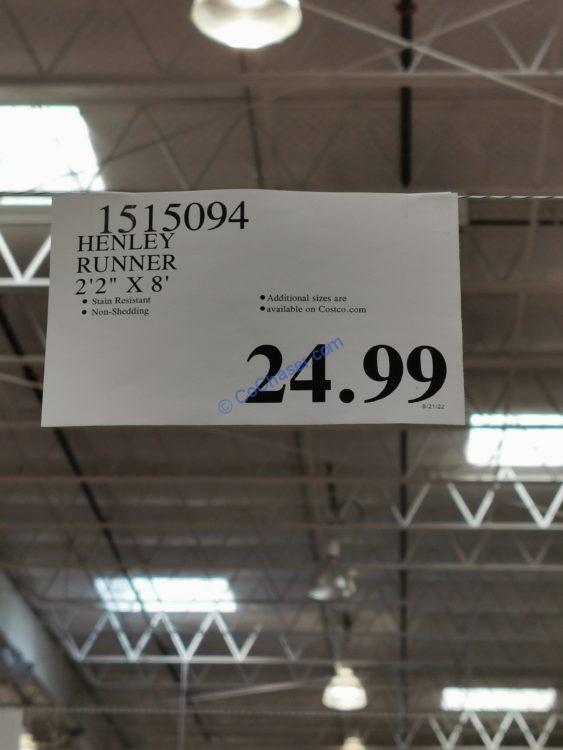 1515094
HENLEY
RUNNER
2'2" X 8'
• Stain Resistant
• Non-Shedding
• Additional sizes are
• available on Costco.com
24.99
© CoChaser.com
8/21/22